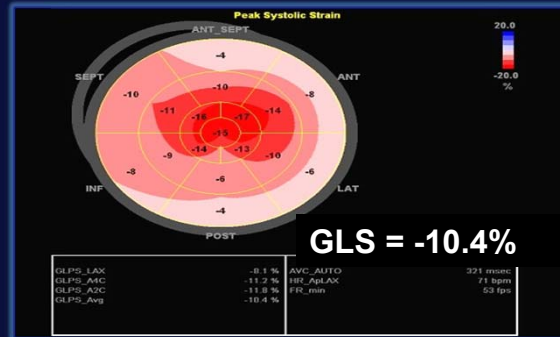 Peak Systolic Strain
20.0
ANT_SEPT
-4
-20.0
%
SEPT
ANT
-10
-10
-8
-11
-16
-17
-14
-15
-14
-13
-9
-10
-8
-6
-6
INF
LAT
-4
POST
GLS = -10.4%
GLPS_LAX -8.1 %
GLPS_A4C -11.2 %
GLPS_A2C -11.8 %
GLPS_Avg -10.4 %
AVC_AUTO 321 msec
HR_ApLAX 71 bpm
FR_min 53 fps